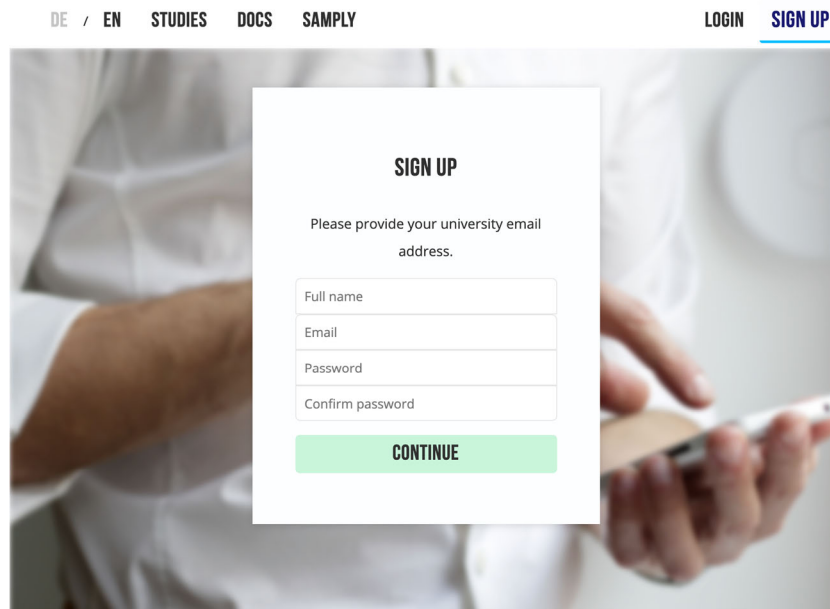 DE / EN STUDIES DOCS SAMPLY LOGIN SIGN UP
SIGN UP
Please provide your university email
address.
Full name
Email
Password
Confirm password
CONTINUE